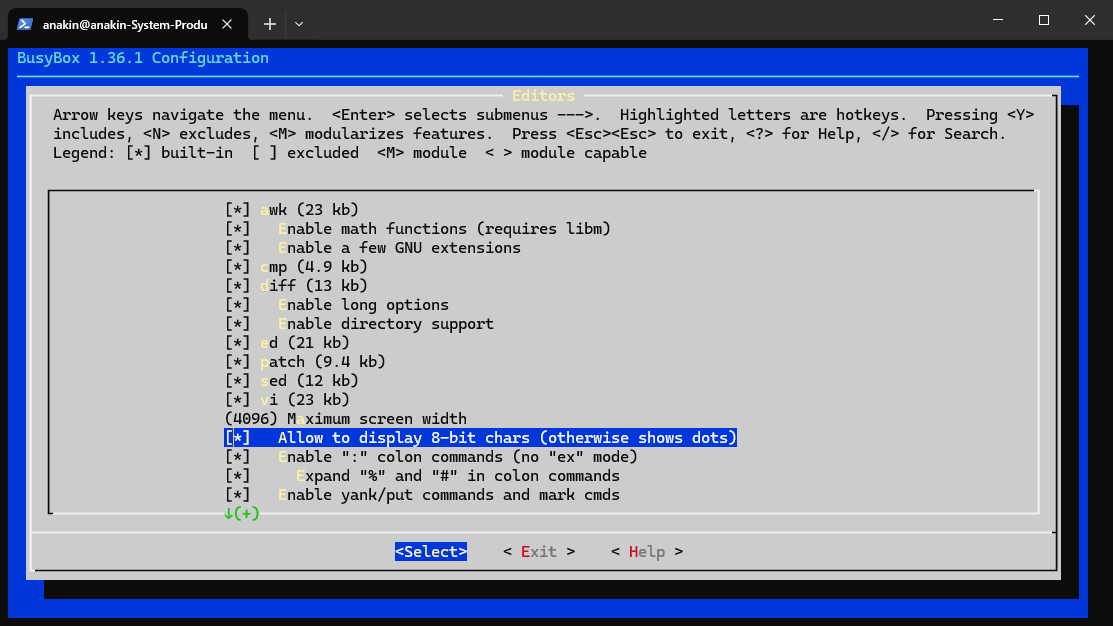 anakin@anakin-System-Produ
BusyBox 1.36.1 Configuration
Editors
Arrow keys navigate the menu.  <Enter> selects submenus --->.  Highlighted letters are hotkeys.  Pressing <Y>
includes, <N> excludes, <M> modularizes features.  Press <Esc><Esc> to exit, <?> for Help, </> for Search.
Legend: [*] built-in  [ ] excluded  <M> module  < > module capable
[*] awk (23 kb)
[*]   Enable math functions (requires libm)
[*]   Enable a few GNU extensions
[*] cmp (4.9 kb)
[*] diff (13 kb)
[*]   Enable long options
[*]   Enable directory support
[*] ed (21 kb)
[*] patch (9.4 kb)
[*] sed (12 kb)
[*] vi (23 kb)
(4096) Maximum screen width
[*]   Allow to display 8-bit chars (otherwise shows dots)
[*]   Enable ":" colon commands (no "ex" mode)
[*]     Expand "%" and "#" in colon commands
[*]   Enable yank/put commands and mark cmds
↓(+)
<Select>    < Exit >    < Help >